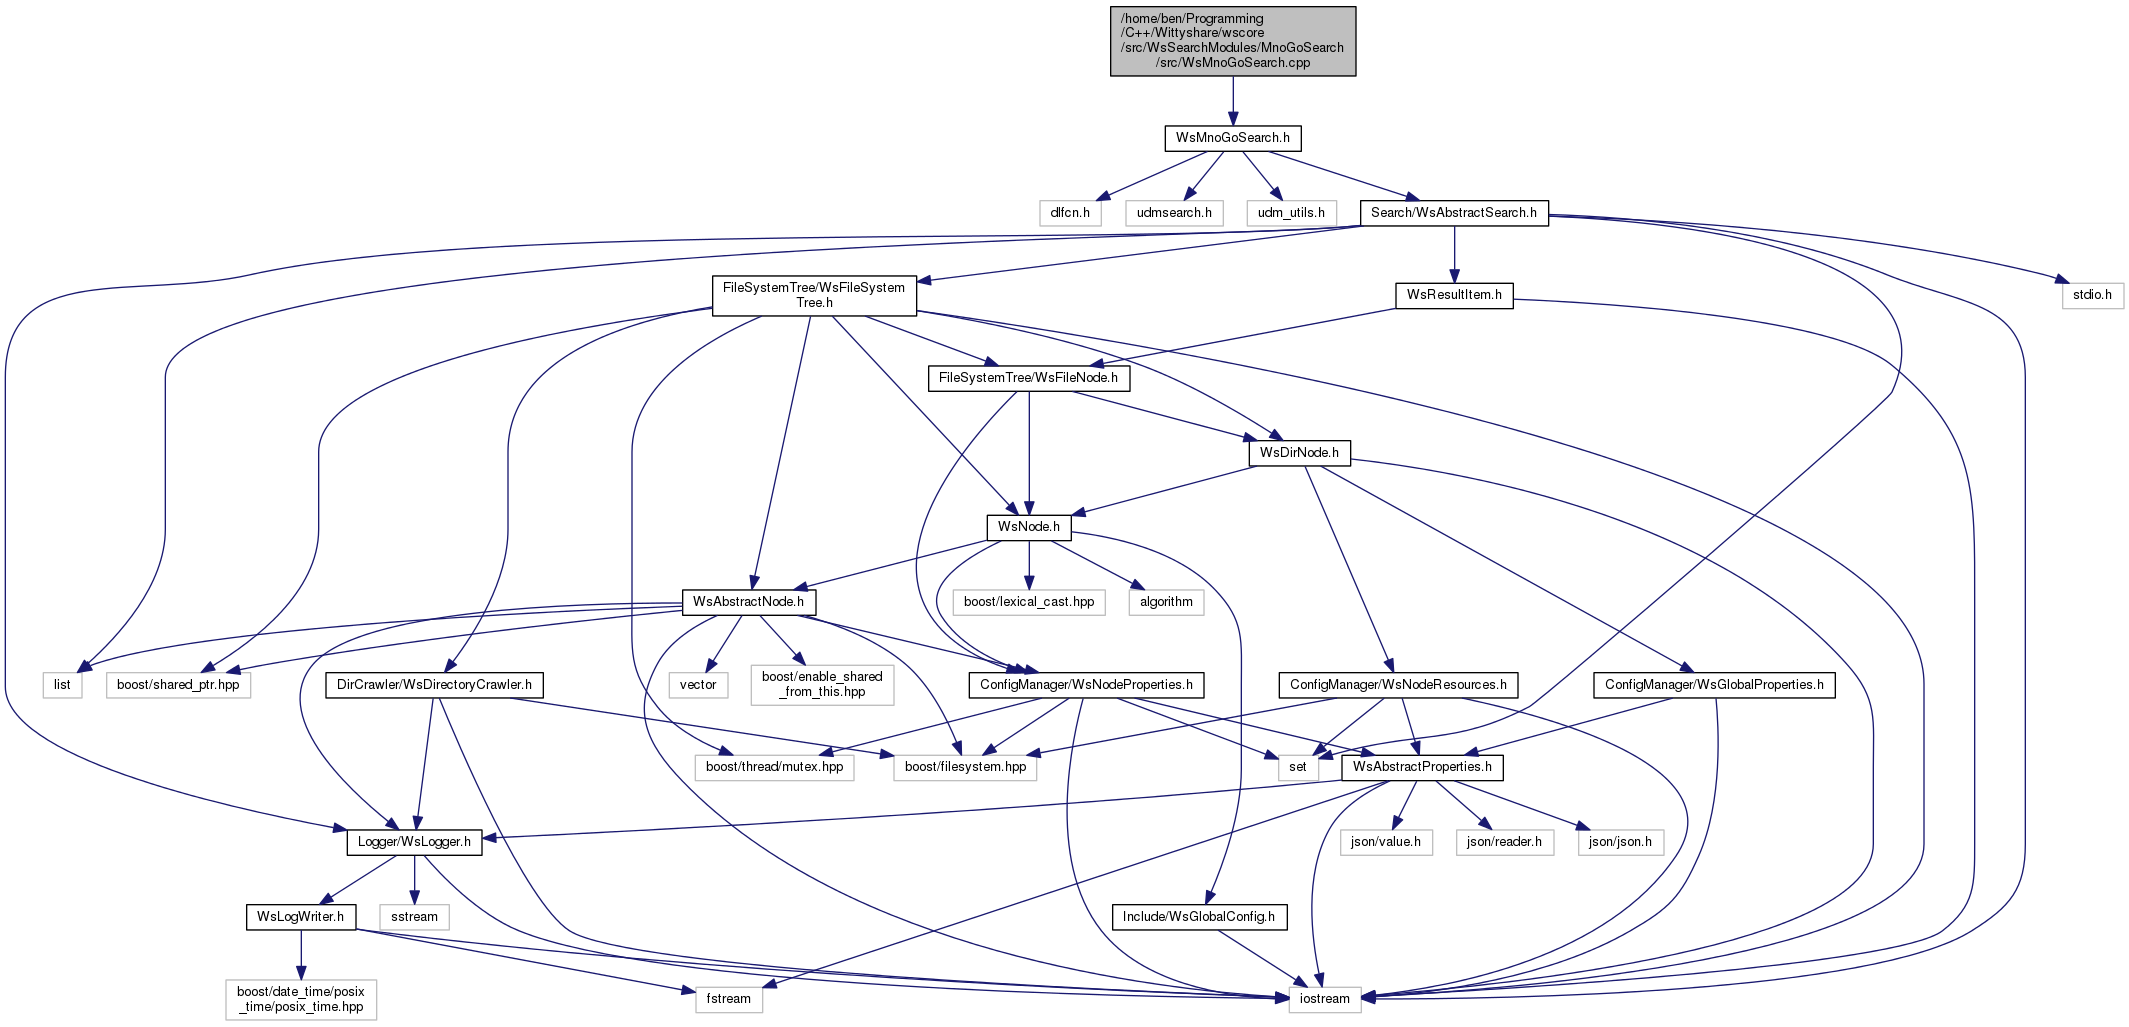 /home/ben/Programming
/C++/Wittyshare/wscore
/src/WsSearchModules/MnoGoSearch
/src/WsMnoGoSearch.cpp
WsMnoGoSearch.h
dlfcn.h
udmsearch.h
udm_utils.h
Search/WsAbstractSearch.h
FileSystemTree/WsFileSystem
Tree.h
WsResultItem.h
stdio.h
FileSystemTree/WsFileNode.h
WsDirNode.h
WsNode.h
WsAbstractNode.h
boost/lexical_cast.hpp
algorithm
list
boost/shared_ptr.hpp
DirCrawler/WsDirectoryCrawler.h
vector
boost/enable_shared
_from_this.hpp
ConfigManager/WsNodeProperties.h
ConfigManager/WsNodeResources.h
ConfigManager/WsGlobalProperties.h
boost/thread/mutex.hpp
boost/filesystem.hpp
set
WsAbstractProperties.h
Logger/WsLogger.h
json/value.h
json/reader.h
json/json.h
WsLogWriter.h
sstream
Include/WsGlobalConfig.h
boost/date_time/posix
_time/posix_time.hpp
fstream
iostream